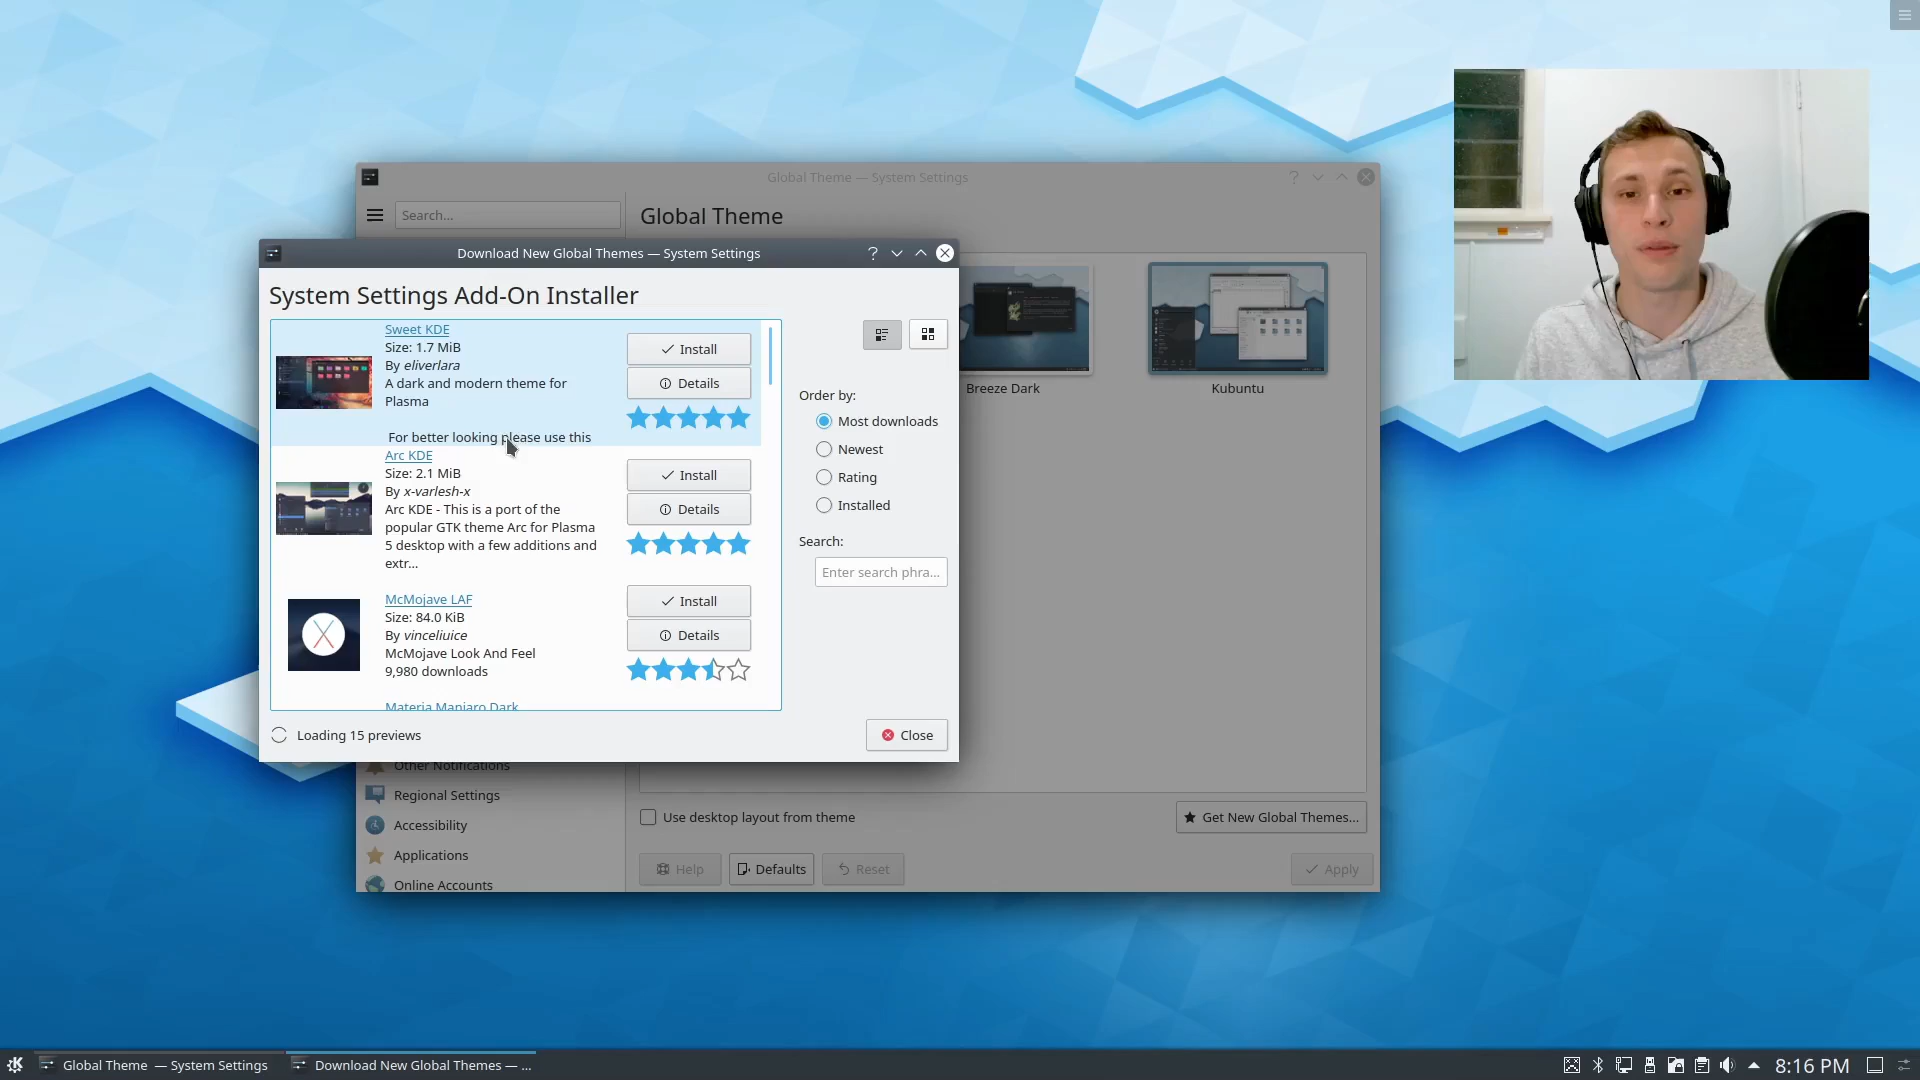 Global Theme — System Settings
Search...
Global Theme
Download New Global Themes — System Settings
System Settings Add-On Installer
Sweet KDE
Size: 1.7 MiB
By eliverlara
A dark and modern theme for
Plasma
For better looking please use this
Install
Details
Arc KDE
Size: 2.1 MiB
By x-varlesh-x
Arc KDE - This is a port of the
popular GTK theme Arc for Plasma
5 desktop with a few additions and
extr...
Install
Details
McMojave LAF
Size: 84.0 KiB
By vinceliuice
McMojave Look And Feel
9,980 downloads
Install
Details
Materia Manjaro Dark
Order by:
Most downloads
Newest
Rating
Installed
Search:
Enter search phra...
Loading 15 previews
Close
Breeze Dark
Kubuntu
Other Notifications
Regional Settings
Accessibility
Applications
Online Accounts
Use desktop layout from theme
Get New Global Themes...
Help
Defaults
Reset
Apply
Global Theme — System Settings
Download New Global Themes — ...
8:16 PM